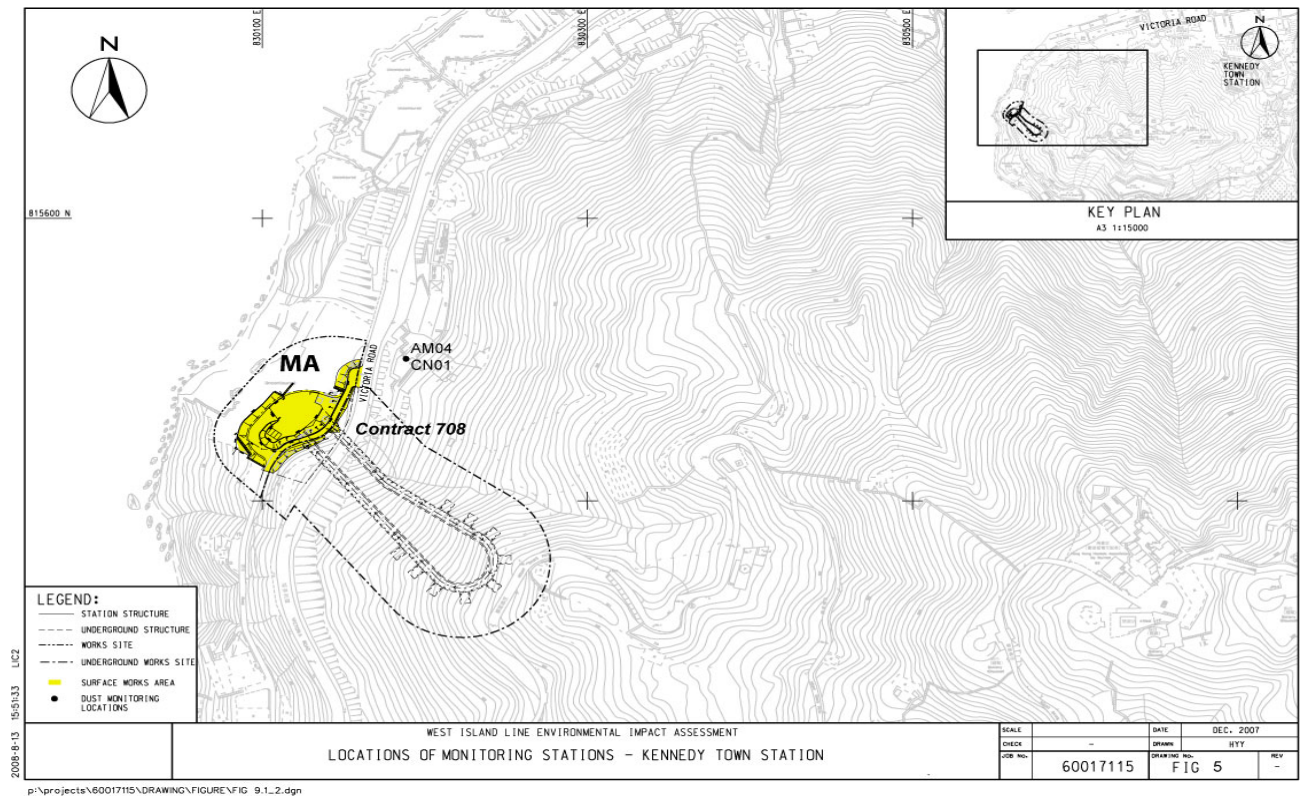 N
830100 E
830300 E
830500 E
VICTORIA ROAD
N
KENNEDY
TOWN
STATION
815600 N
KEY PLAN
A3 1:15000
MA
VICTORIA ROAD
AM04
CN01
Contract 708
LEGEND:
STATION STRUCTURE
UNDERGROUND STRUCTURE
WORKS SITE
UNDERGROUND WORKS SITE
SURFACE WORKS AREA
DUST MONITORING
LOCATIONS
2008-8-13 15:51:33 LIC2
WEST ISLAND LINE ENVIRONMENTAL IMPACT ASSESSMENT
LOCATIONS OF MONITORING STATIONS - KENNEDY TOWN STATION
SCALE
DATE DEC. 2007
CHECK -
DRAWN HYY
JOB No. 60017115
DRAWING No. FIG 5
REV -
p:\projects\60017115\DRAWING\FIGURE\FIG 9.1_2.dgn